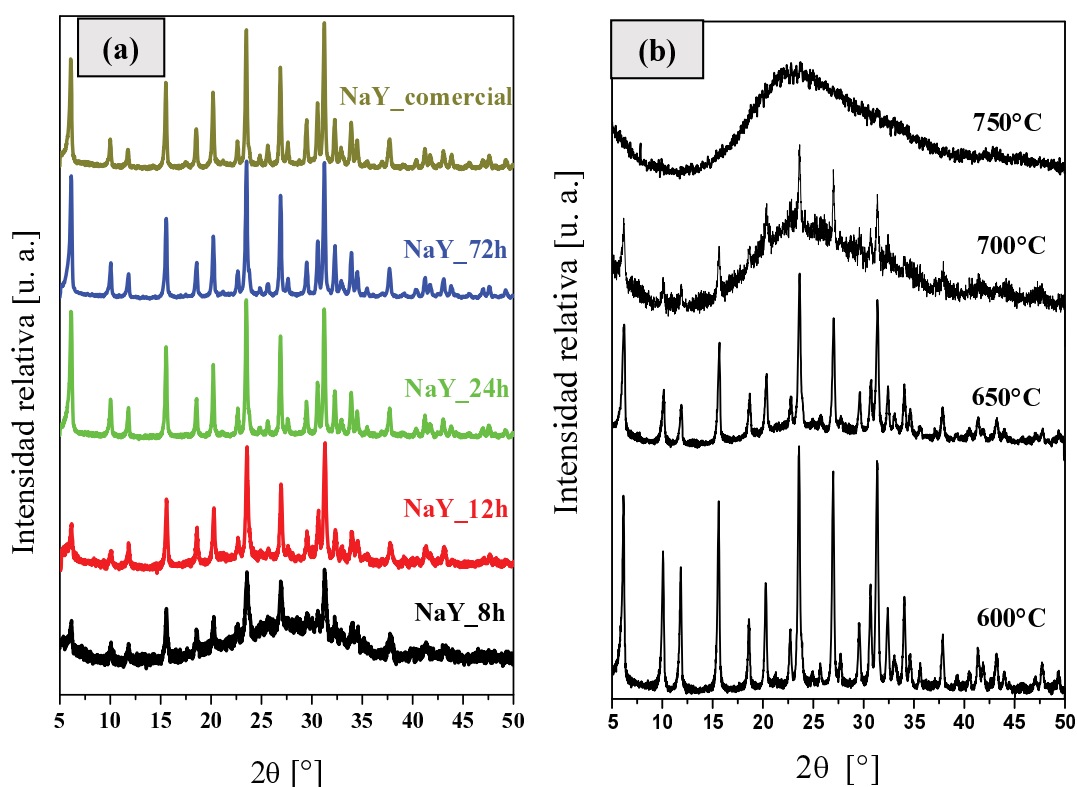 (a)
NaY_comercial
NaY_72h
NaY_24h
NaY_12h
NaY_8h
Intensidad relativa [u. a.]
5 10 15 20 25 30 35 40 45 50
2θ [°]
(b)
750°C
700°C
650°C
600°C
Intensidad relativa [u. a.]
5 10 15 20 25 30 35 40 45 50
2θ [°]